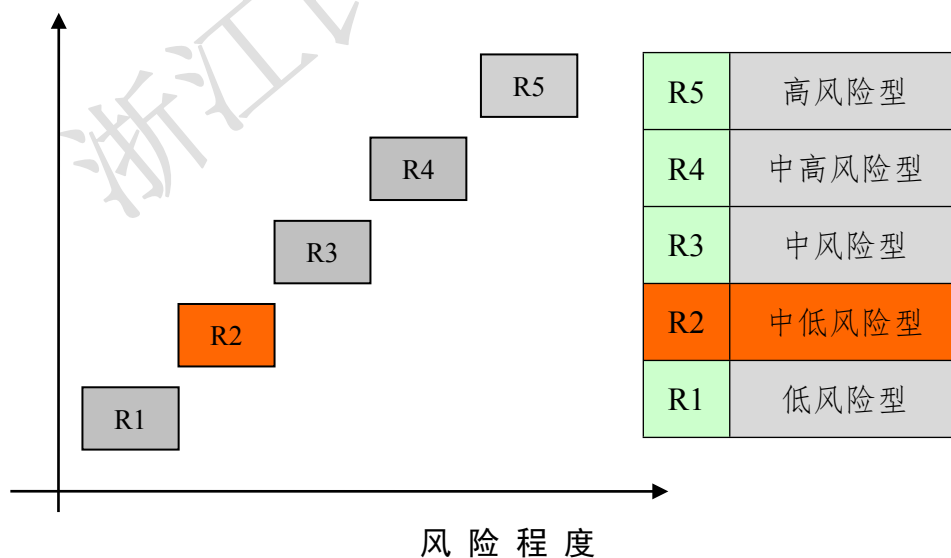 浙江
R5
R4
R3
R2
R1
R5 高风险型
R4 中高风险型
R3 中风险型
R2 中低风险型
R1 低风险型
风险程度